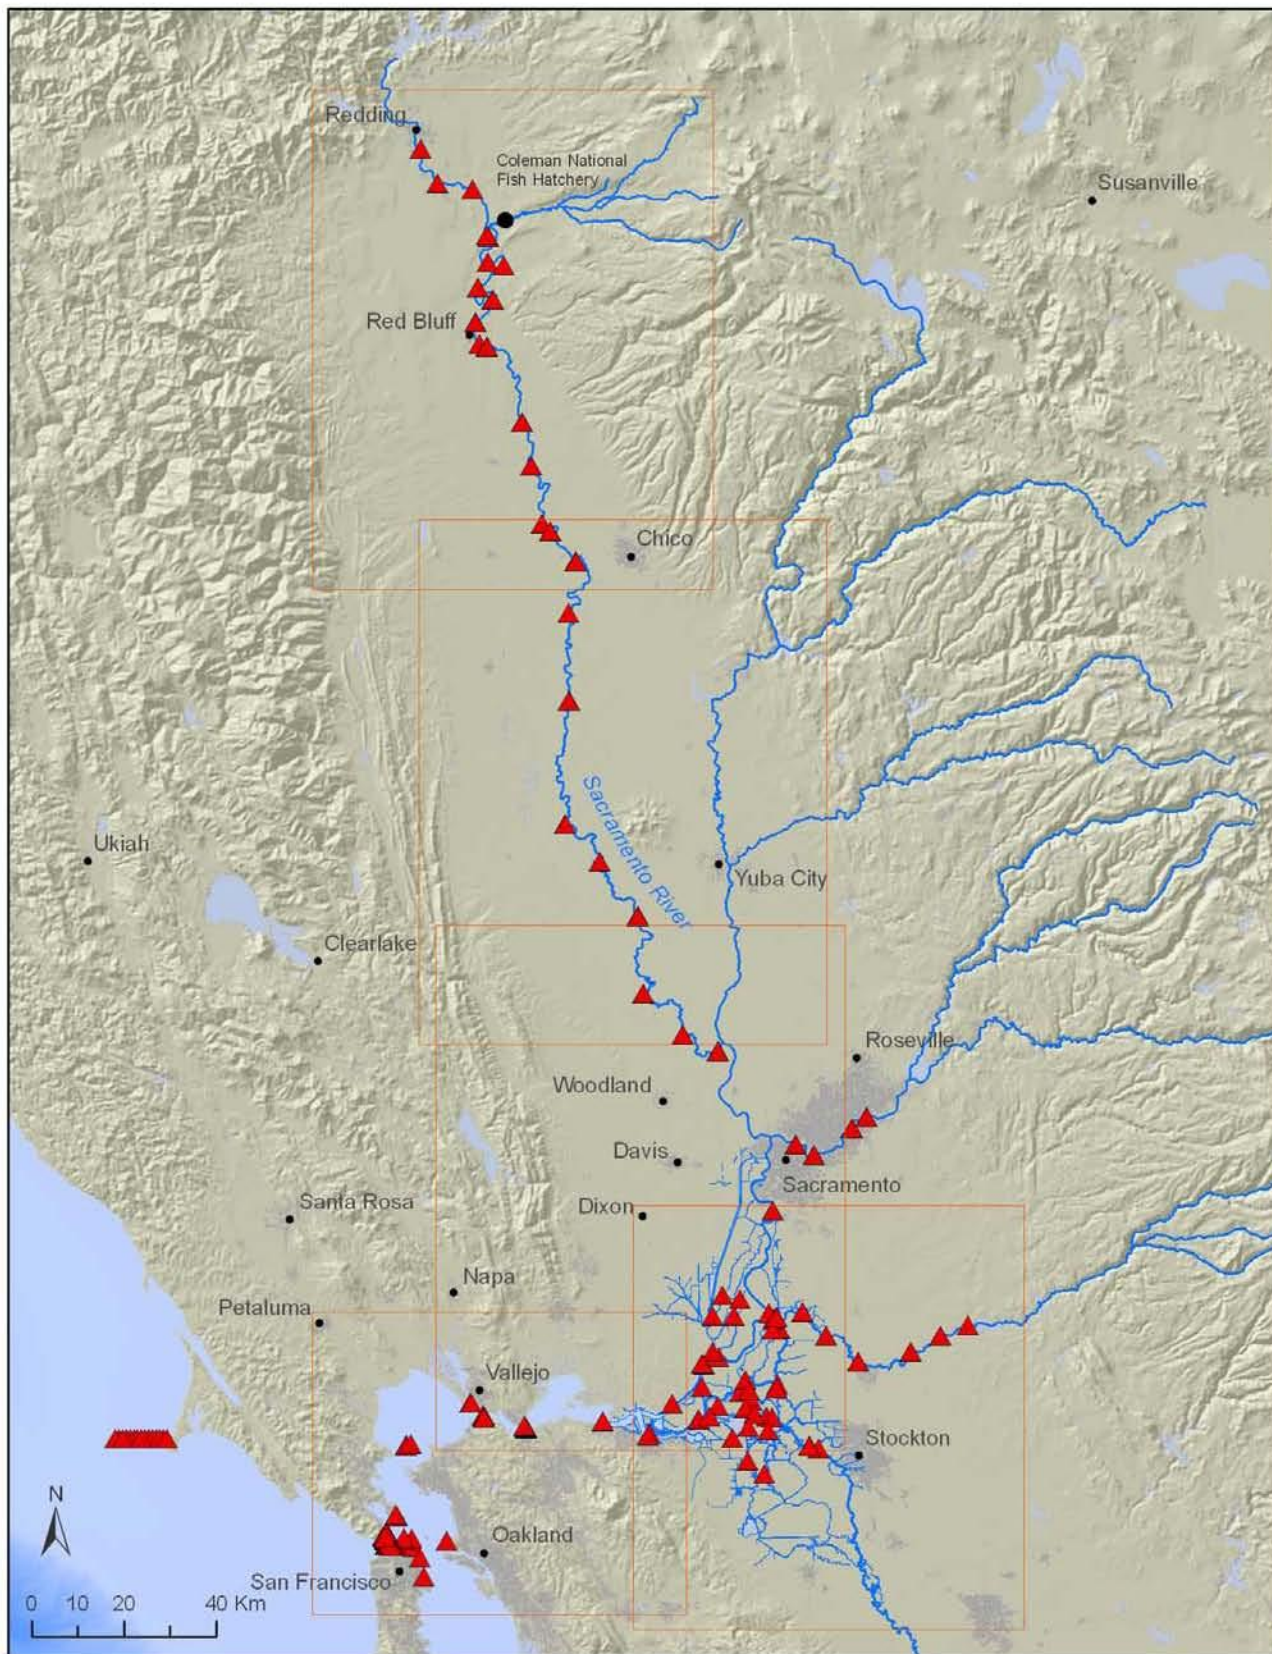 Redding
Coleman National
Fish Hatchery
Susanville
Red Bluff
Chico
Sacramento River
Ukiah
Yuba City
Clearlake
Roseville
Woodland
Davis
Sacramento
Santa Rosa
Dixon
Napa
Petaluma
Vallejo
Stockton
N
Oakland
San Francisco
0 10 20 40 Km